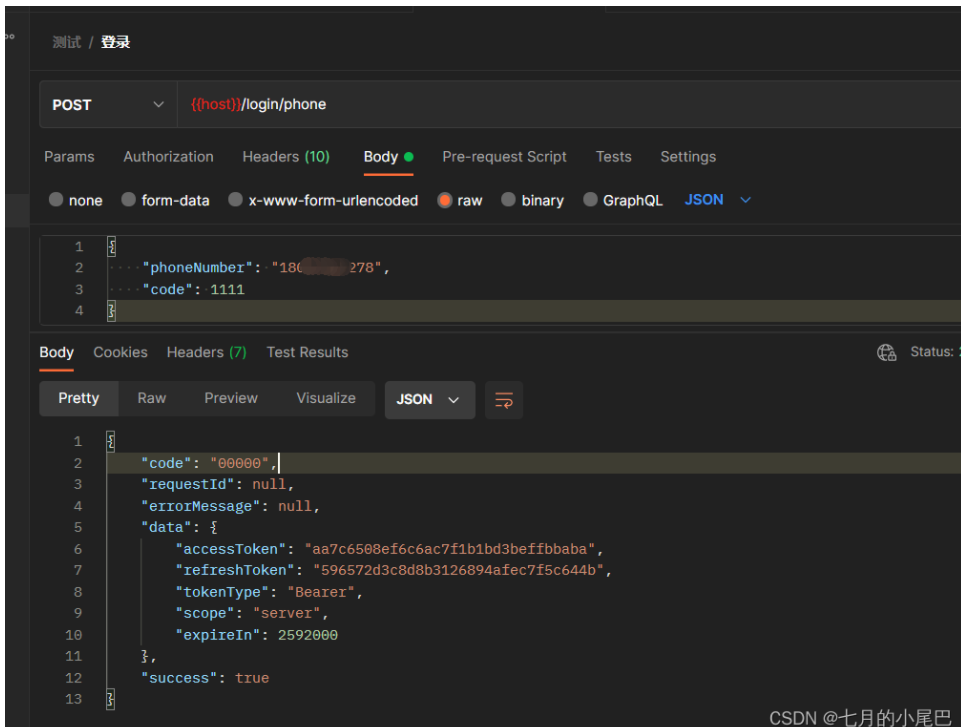 测试 / 登录
POST {{host}}/login/phone
Params Authorization Headers (10) Body Pre-request Script Tests Settings
none form-data x-www-form-urlencoded raw binary GraphQL JSON
1 {
2 "phoneNumber": "180 278",
3 "code": 1111
4 }
Body Cookies Headers (7) Test Results Status:
Pretty Raw Preview Visualize JSON
1 {
2 "code": "00000",
3 "requestId": null,
4 "errorMessage": null,
5 "data": {
6 "accessToken": "aa7c6508ef6c6ac7f1b1bd3beffbbaba",
7 "refreshToken": "596572d3c8d8b3126894afec7f5c644b",
8 "tokenType": "Bearer",
9 "scope": "server",
10 "expireIn": 2592000
11 },
12 "success": true
13 }
CSDN @七月的小尾巴